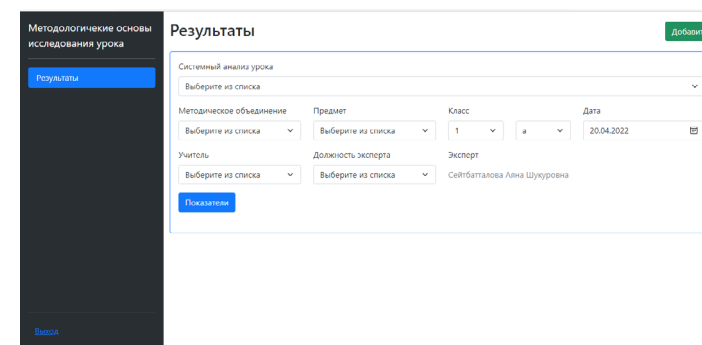 Методологичекие основы
исследования урока
Результаты
Выход
Результаты
Добавит
Системный анализ урока
Выберите из списка
Методическое объединение Предмет Класс Дата
Выберите из списка Выберите из списка 1 а 20.04.2022
Учитель Должность эксперта Эксперт
Выберите из списка Выберите из списка Сейтбатталова Аяна Шукуровна
Показатели